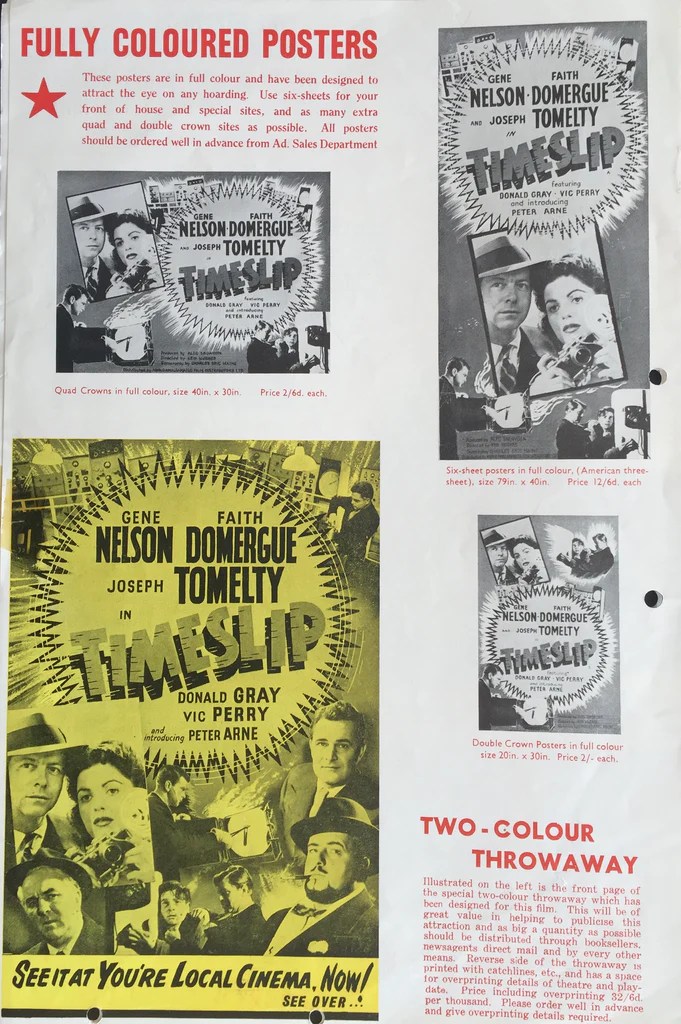 FULLY COLOURED POSTERS
These posters are in full colour and have been designed to
attract the eye on any hoarding. Use six-sheets for your
front of house and special sites, and as many extra
quad and double crown sites as possible. All posters
should be ordered well in advance from Ad. Sales Department
GENE FAITH
NELSON·DOMERGUE
AND JOSEPH TOMELTY
IN
TIMESLIP
featuring
DONALD GRAY · VIC PERRY
and introducing
PETER ARNE
Quad Crowns in full colour, size 40in. x 30in. Price 2/6d. each.
GENE FAITH
NELSON·DOMERGUE
AND JOSEPH TOMELTY
IN
TIMESLIP
featuring
DONALD GRAY · VIC PERRY
and introducing
PETER ARNE
Six-sheet posters in full colour, (American three-
sheet), size 79in. x 40in. Price 12/6d. each
GENE FAITH
NELSON DOMERGUE
JOSEPH TOMELTY
IN
TIMESLIP
DONALD GRAY
VIC PERRY
and
introducing PETER ARNE
SEE IT AT YOU'RE LOCAL CINEMA, NOW!
SEE OVER...
GENE FAITH
NELSON·DOMERGUE
AND JOSEPH TOMELTY
IN
TIMESLIP
DONALD GRAY · VIC PERRY
and introducing
PETER ARNE
Double Crown Posters in full colour
size 20in. x 30in. Price 2/- each.
TWO-COLOUR
THROWAWAY
Illustrated on the left is the front page of
the special two-colour throwaway which has
been designed for this film. This will be of
great value in helping to publicise this
attraction and as big a quantity as possible
should be distributed through booksellers,
newsagents direct mail and by every other
means. Reverse side of the throwaway is
printed with catchlines, etc., and has a space
for overprinting details of theatre and play-
date. Price including overprinting 32/6d.
per thousand. Please order well in advance
and give overprinting details required.